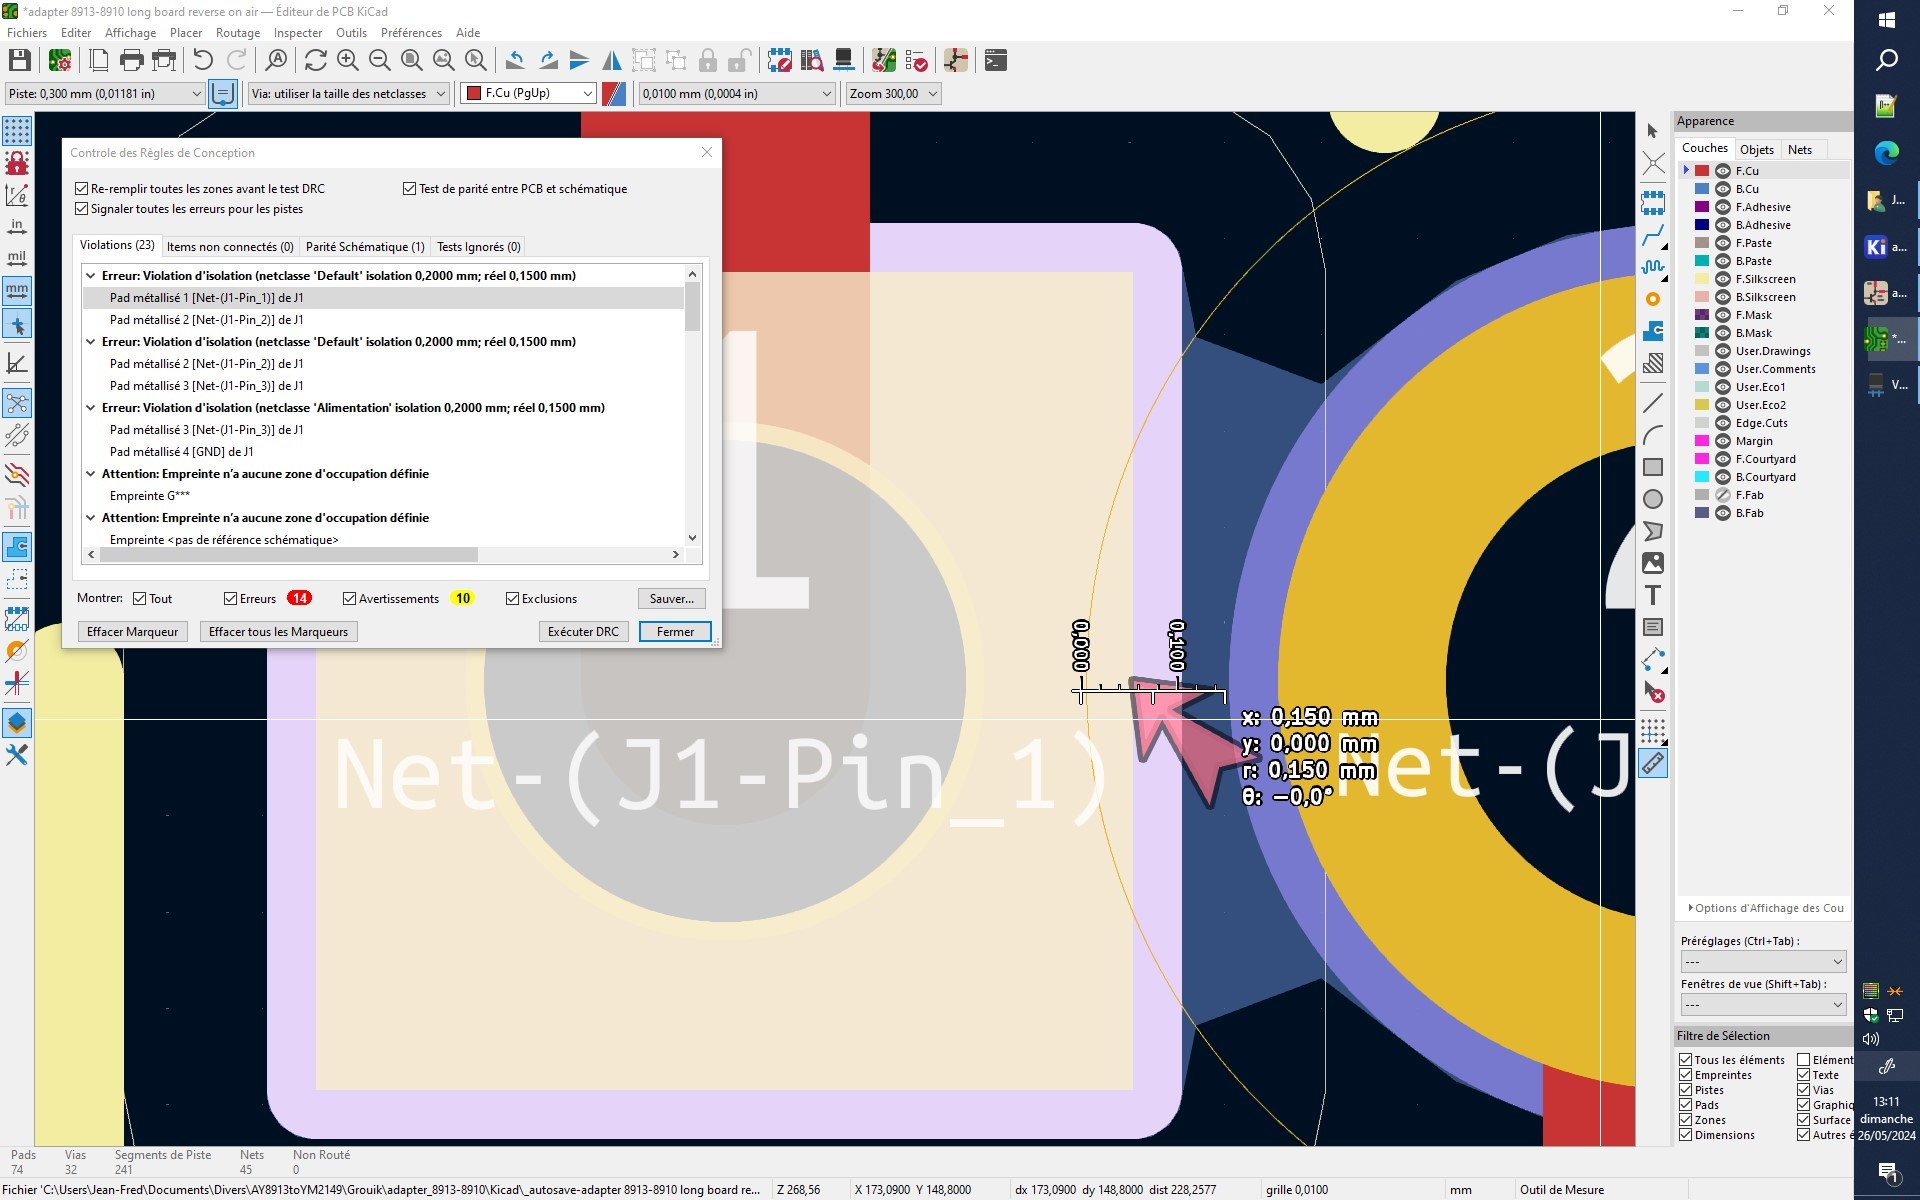 *adapter 8913-8910 long board reverse on air — Éditeur de PCB KiCad
Fichiers Editer Affichage Placer Routage Inspecter Outils Préférences Aide
Piste: 0,300 mm (0,01181 in)
Via: utiliser la taille des netclasses
F.Cu (PgUp)
0,0100 mm (0,0004 in)
Zoom 300,00
in
mil
mm
Controle des Règles de Conception
Re-remplir toutes les zones avant le test DRC
Test de parité entre PCB et schématique
Signaler toutes les erreurs pour les pistes
Violations (23) Items non connectés (0) Parité Schématique (1) Tests Ignorés (0)
Erreur: Violation d'isolation (netclasse 'Default' isolation 0,2000 mm; réel 0,1500 mm)
Pad métallisé 1 [Net-(J1-Pin_1)] de J1
Pad métallisé 2 [Net-(J1-Pin_2)] de J1
Erreur: Violation d'isolation (netclasse 'Default' isolation 0,2000 mm; réel 0,1500 mm)
Pad métallisé 2 [Net-(J1-Pin_2)] de J1
Pad métallisé 3 [Net-(J1-Pin_3)] de J1
Erreur: Violation d'isolation (netclasse 'Alimentation' isolation 0,2000 mm; réel 0,1500 mm)
Pad métallisé 3 [Net-(J1-Pin_3)] de J1
Pad métallisé 4 [GND] de J1
Attention: Empreinte n’a aucune zone d'occupation définie
Empreinte G***
Attention: Empreinte n’a aucune zone d'occupation définie
Empreinte <pas de référence schématique>
Montrer: Tout Erreurs 14 Avertissements 10 Exclusions Sauver...
Effacer Marqueur Effacer tous les Marqueurs Exécuter DRC Fermer
1
Net-(J1-Pin_1)
Net-(J
0,000
0,100
x: 0,150 mm
y: 0,000 mm
r: 0,150 mm
θ: −0,0°
Apparence
Couches Objets Nets
F.Cu
B.Cu
F.Adhesive
B.Adhesive
F.Paste
B.Paste
F.Silkscreen
B.Silkscreen
F.Mask
B.Mask
User.Drawings
User.Comments
User.Eco1
User.Eco2
Edge.Cuts
Margin
F.Courtyard
B.Courtyard
F.Fab
B.Fab
Options d'Affichage des Cou
Préréglages (Ctrl+Tab) :
---
Fenêtres de vue (Shift+Tab) :
---
Filtre de Sélection
Tous les éléments Elément
Empreintes Texte
Pistes Vias
Pads Graphiq
Zones Surface
Dimensions Autres é
J...
Ki a...
a...
*...
V...
13:11
dimanche
26/05/2024
1
Pads Vias Segments de Piste Nets Non Routé
74 32 241 45 0
Fichier 'C:\Users\Jean-Fred\Documents\Divers\AY8913toYM2149\Grouik\adapter_8913-8910\Kicad\_autosave-adapter 8913-8910 long board re...
Z 268,56
X 173,0900 Y 148,8000
dx 173,0900 dy 148,8000 dist 228,2577
grille 0,0100
mm
Outil de Mesure